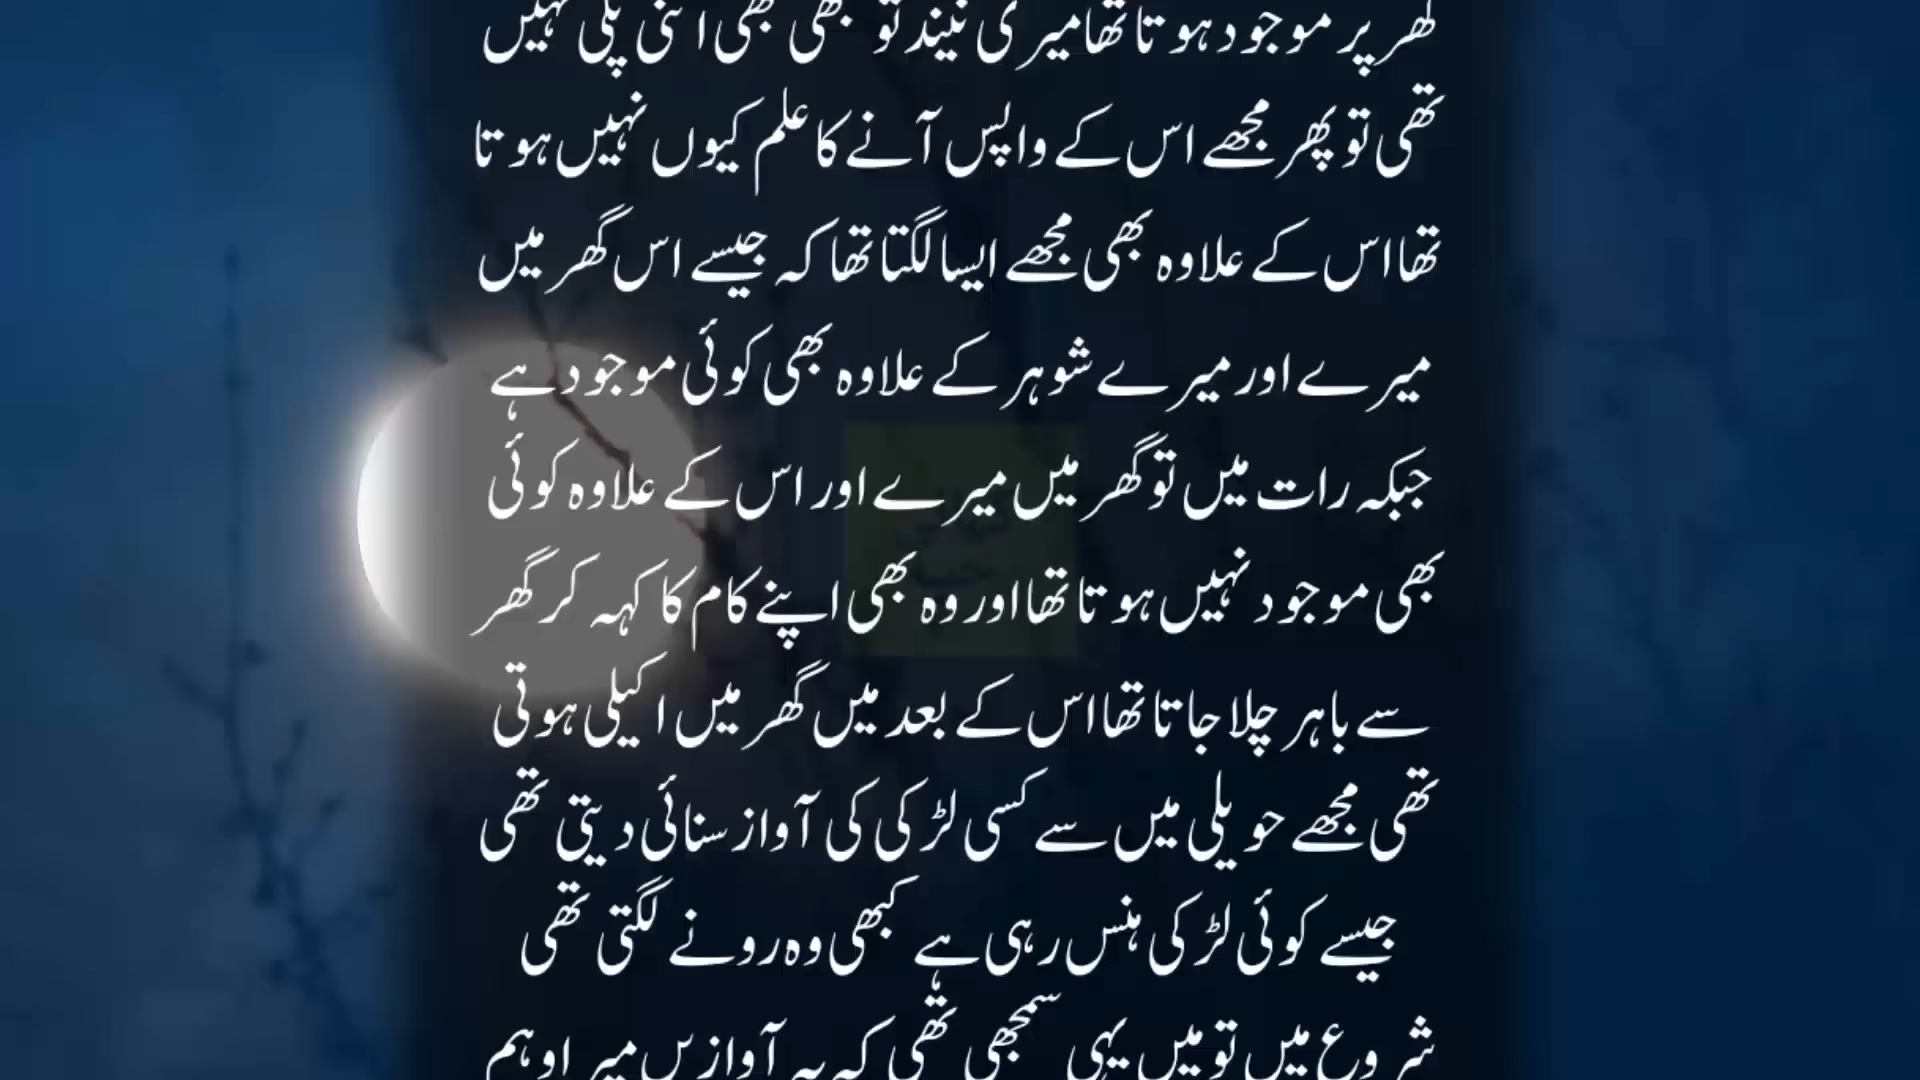 گھر پر موجود ہوتا تھا میری نیند تو بھی بھی اتنی پکی نہیں
تھی تو پھر مجھے اس کے واپس آنے کا علم کیوں نہیں ہوتا
تھا اس کے علاوہ بھی مجھے ایسا لگتا تھا کہ جیسے اس گھر میں
میرے اور میرے شوہر کے علاوہ بھی کوئی موجود ہے
جبکہ رات میں تو گھر میں میرے اور اس کے علاوہ کوئی
بھی موجود نہیں ہوتا تھا اور وہ بھی اپنے کام کا کہہ کر گھر
سے باہر چلا جاتا تھا اس کے بعد میں گھر میں اکیلی ہوتی
تھی مجھے حویلی میں سے کسی لڑکی کی آواز سنائی دیتی تھی
جیسے کوئی لڑکی ہنس رہی ہے کبھی وہ رونے لگتی تھی
شروع میں تو میں یہی سمجھی تھی کہ یہ آوازیں میرا وہم